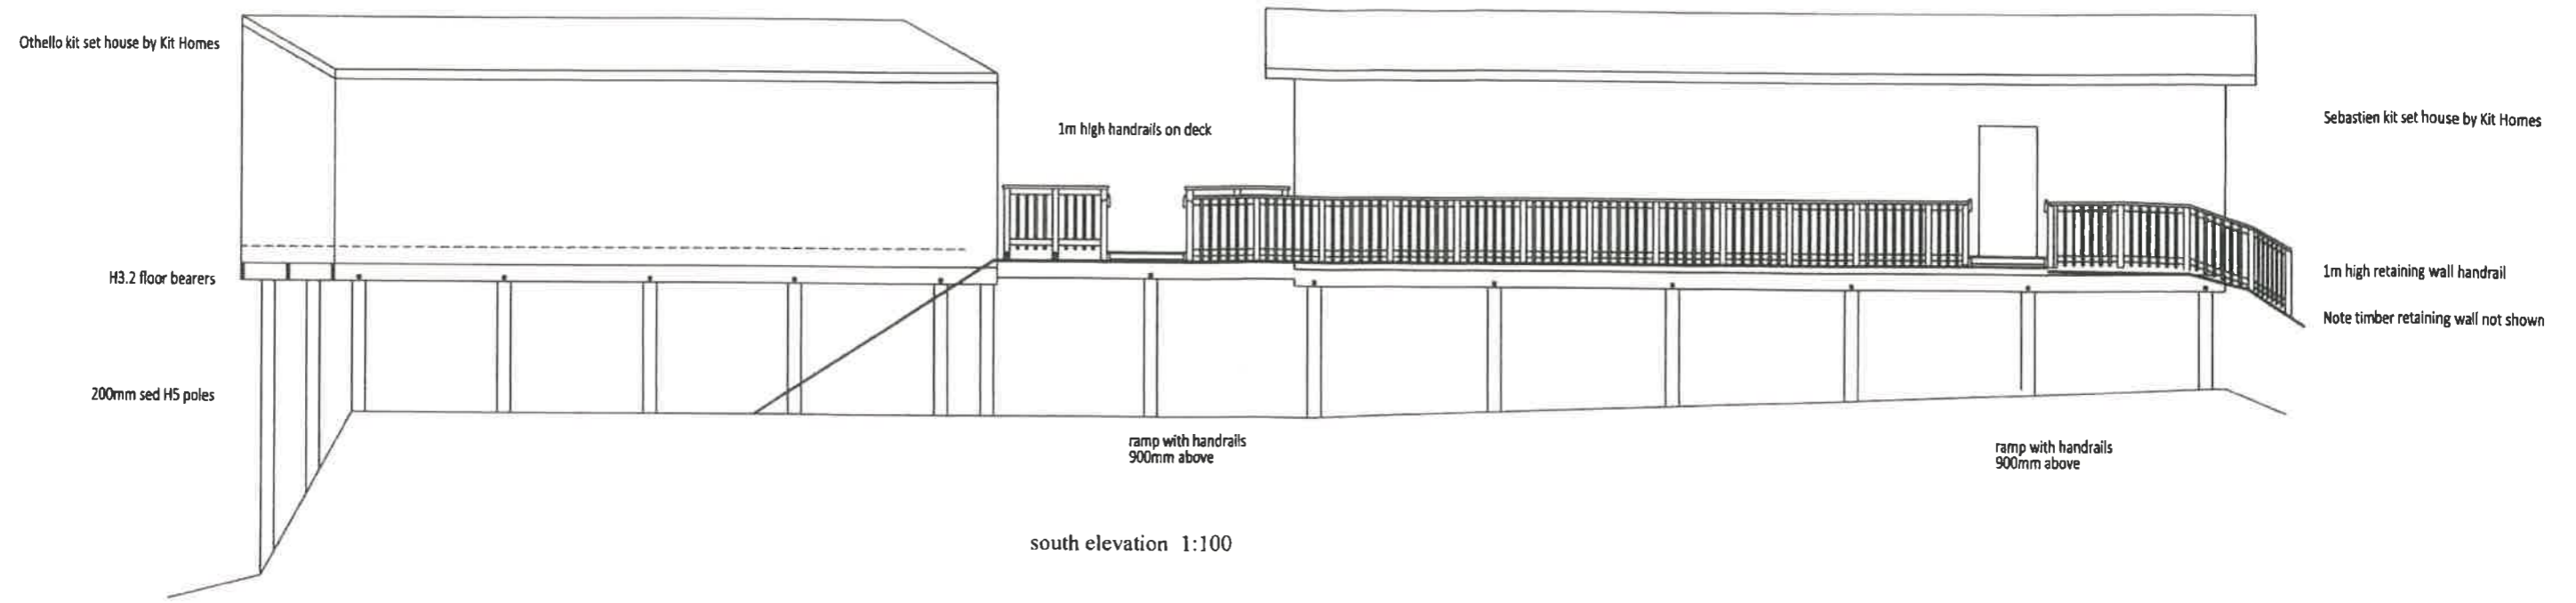 Othello kit set house by Kit Homes
1m high handrails on deck
Sebastien kit set house by Kit Homes
H3.2 floor bearers
1m high retaining wall handrail
Note timber retaining wall not shown
200mm sed H5 poles
ramp with handrails
900mm above
ramp with handrails
900mm above
south elevation 1:100